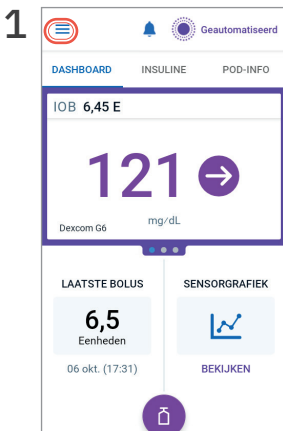 1
Geautomatiseerd
DASHBOARD INSULINE POD-INFO
IOB 6,45 E
121
mg/dL
Dexcom G6
LAATSTE BOLUS SENSORGRAFIEK
6,5
Eenheden
06 okt. (17:31) BEKIJKEN